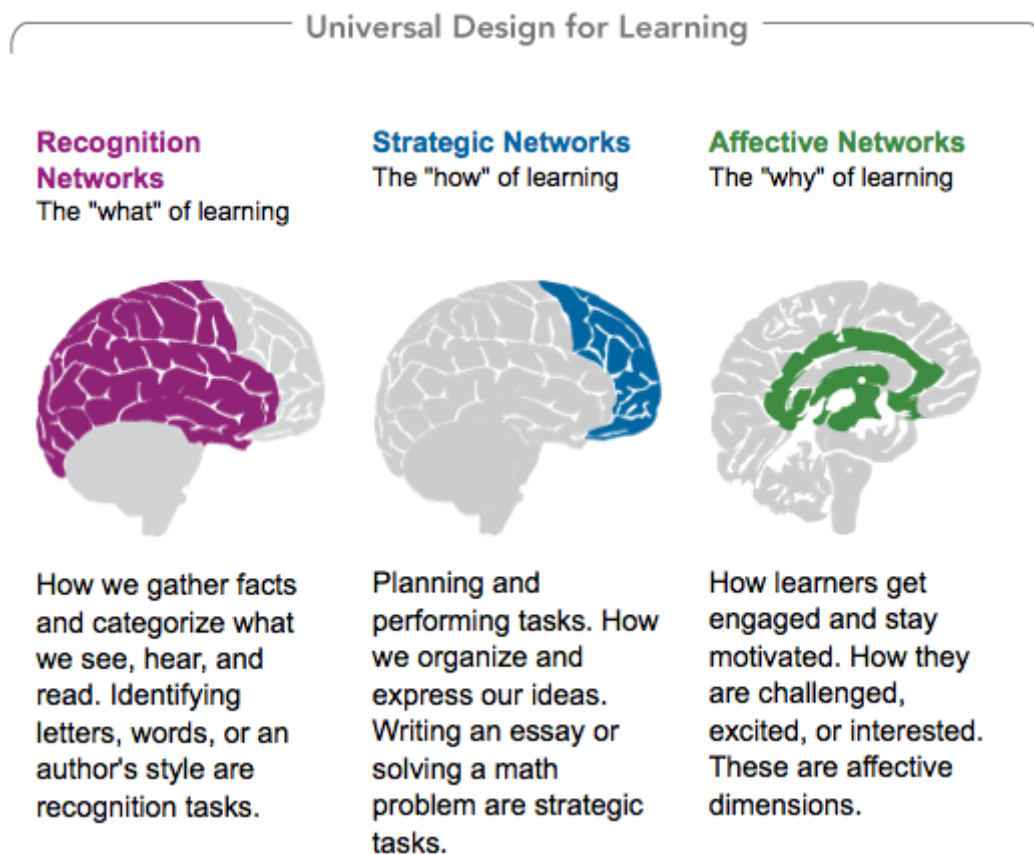 Universal Design for Learning
Recognition
Networks
The "what" of learning
How we gather facts
and categorize what
we see, hear, and
read. Identifying
letters, words, or an
author's style are
recognition tasks.
Strategic Networks
The "how" of learning
Planning and
performing tasks. How
we organize and
express our ideas.
Writing an essay or
solving a math
problem are strategic
tasks.
Affective Networks
The "why" of learning
How learners get
engaged and stay
motivated. How they
are challenged,
excited, or interested.
These are affective
dimensions.